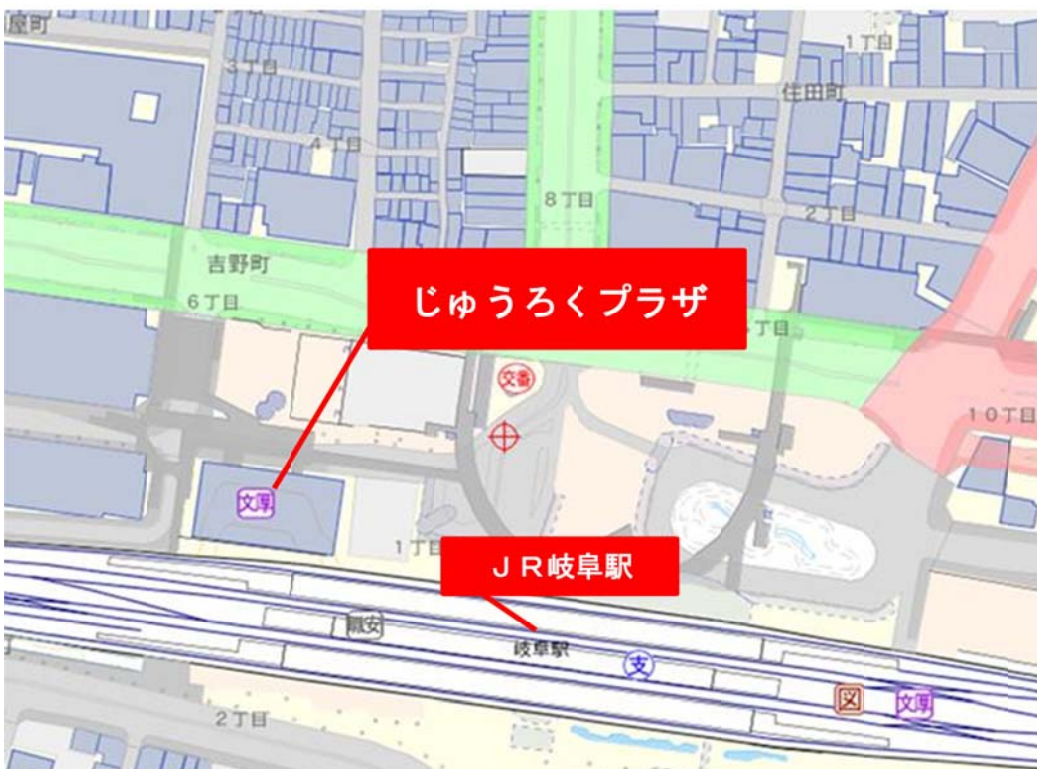 屋町
3丁目
4丁目
1丁目
住田町
8丁目
2丁目
吉野町
6丁目
じゅうろくプラザ
丁目
交番
10丁目
文厚
1丁目
JR岐阜駅
岐阜駅
支
図
文厚
2丁目